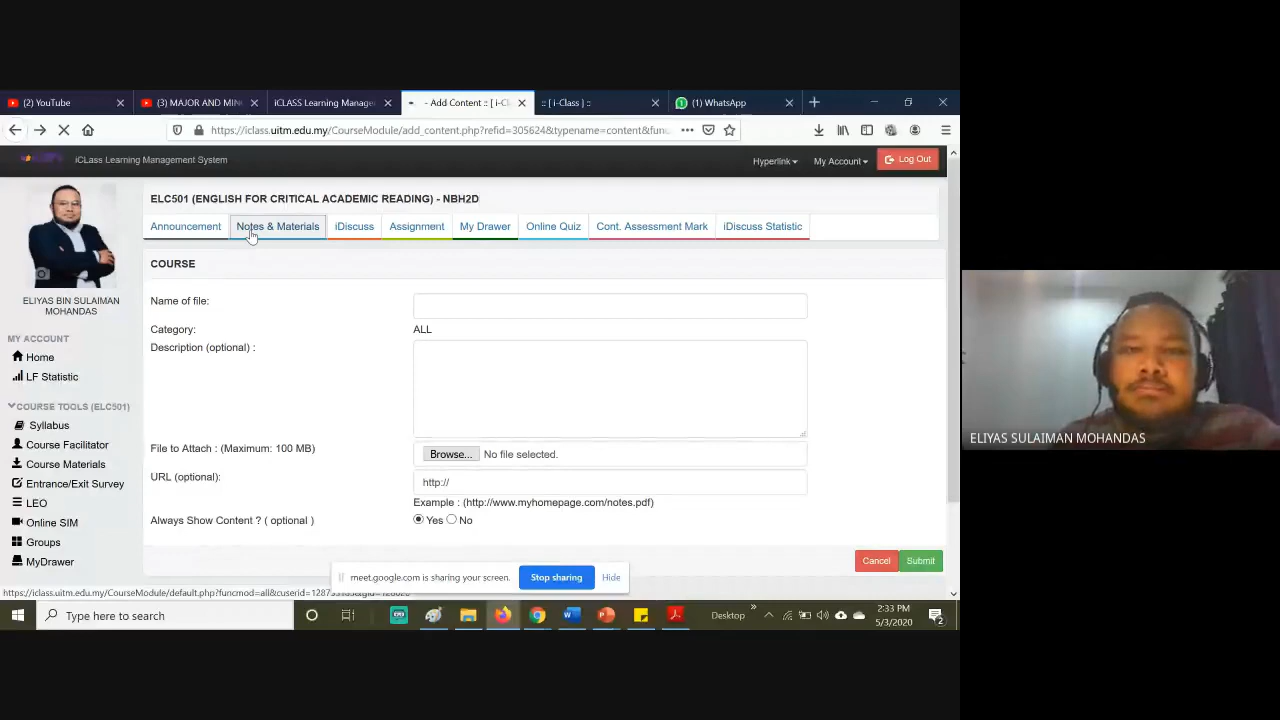 (2) YouTube
(3) MAJOR AND MIN
iCLASS Learning Manage
- Add Content :: [ i-Cl
:: [ i-Class ] ::
(1) WhatsApp
https://iclass.uitm.edu.my/CourseModule/add_content.php?refid=305624&typename=content&fun
iCLass Learning Management System
Hyperlink
My Account
Log Out
ELC501 (ENGLISH FOR CRITICAL ACADEMIC READING) - NBH2D
Announcement
Notes & Materials
iDiscuss
Assignment
My Drawer
Online Quiz
Cont. Assessment Mark
iDiscuss Statistic
ELIYAS BIN SULAIMAN
MOHANDAS
MY ACCOUNT
Home
LF Statistic
COURSE TOOLS (ELC501)
Syllabus
Course Facilitator
Course Materials
Entrance/Exit Survey
LEO
Online SIM
Groups
MyDrawer
COURSE
Name of file:
Category:
ALL
Description (optional) :
File to Attach : (Maximum: 100 MB)
Browse... No file selected.
URL (optional):
http://
Example : (http://www.myhomepage.com/notes.pdf)
Always Show Content ? ( optional )
Yes No
Cancel
Submit
meet.google.com is sharing your screen.
Stop sharing
Hide
Type here to search
Desktop
2:33 PM
5/3/2020
2
ELIYAS SULAIMAN MOHANDAS